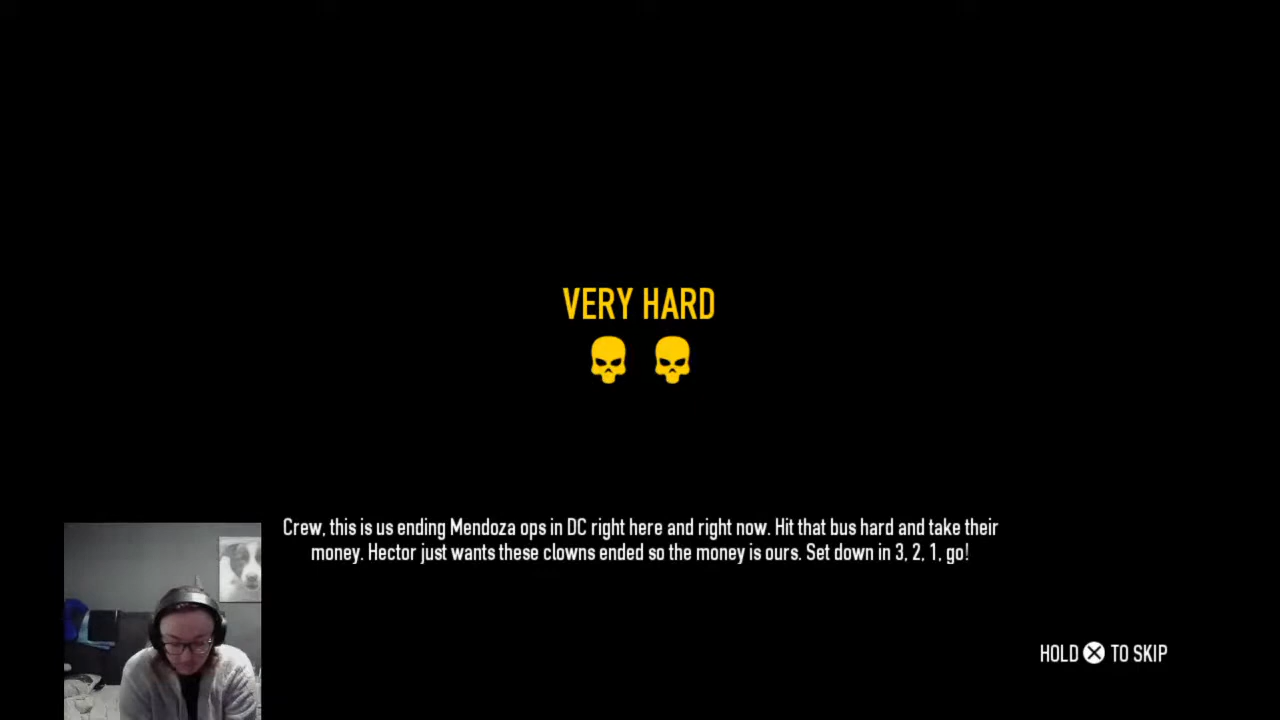 VERY HARD
Crew, this is us ending Mendoza ops in DC right here and right now. Hit that bus hard and take their
money. Hector just wants these clowns ended so the money is ours. Set down in 3, 2, 1, go!
HOLD X TO SKIP